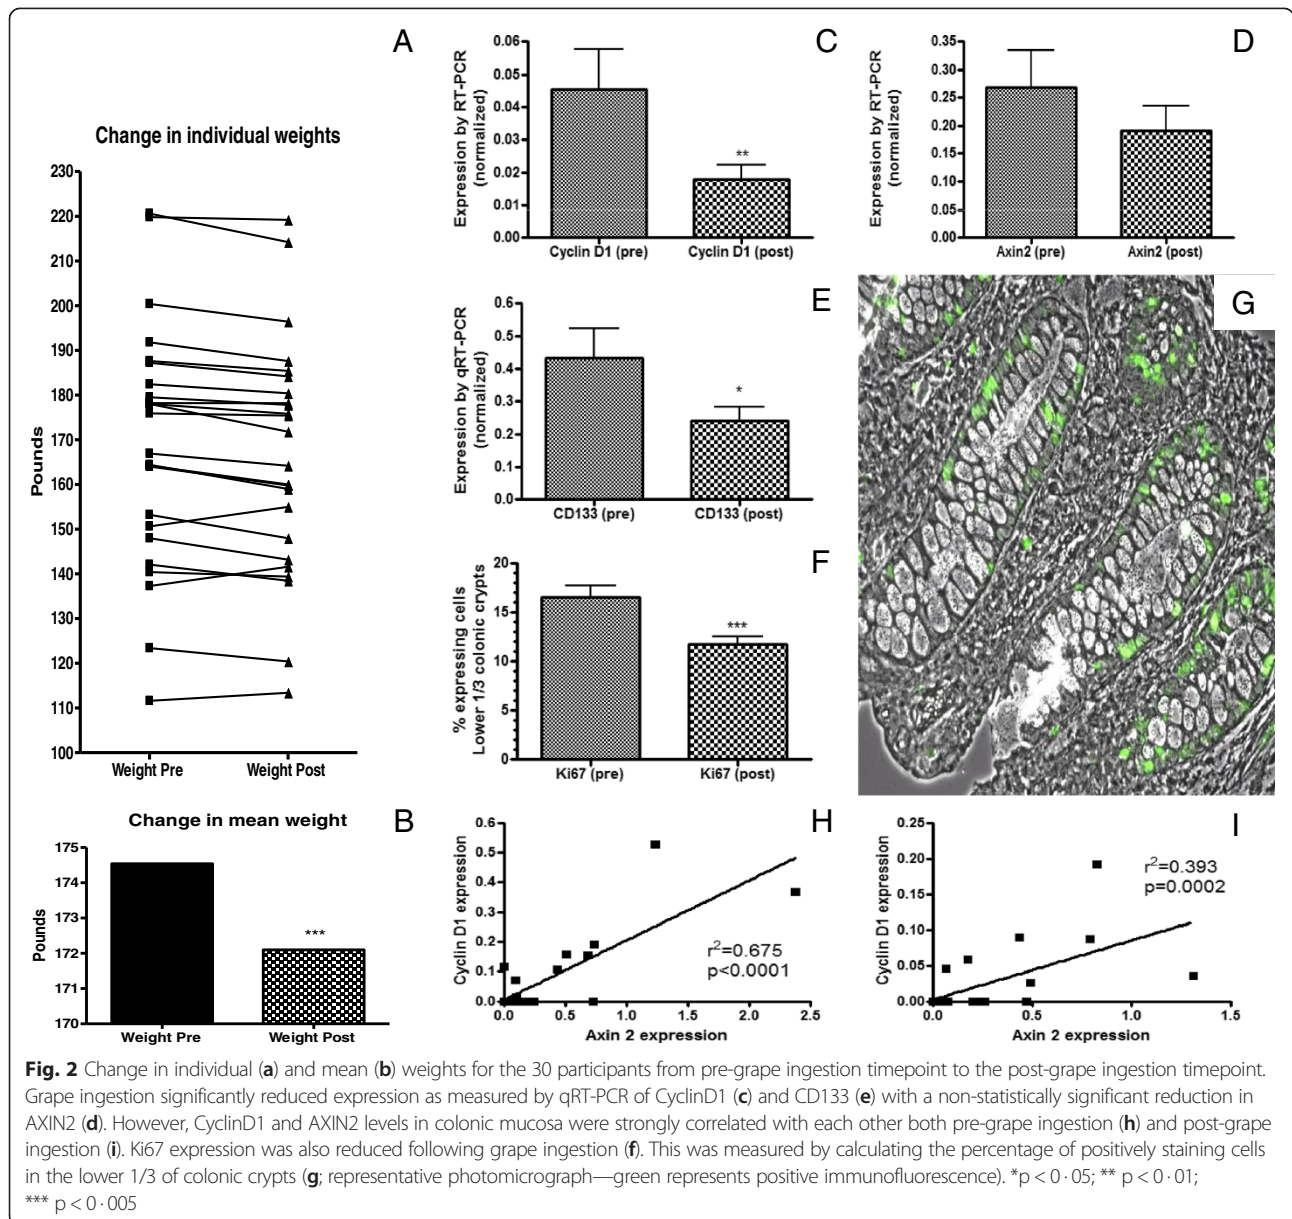 A
Change in individual weights
Pounds
230
220
210
200
190
180
170
160
150
140
130
120
110
100
Weight Pre Weight Post
B
Change in mean weight
Pounds
175
174
173
172
171
170
***
Weight Pre Weight Post
C
Expression by RT-PCR
(normalized)
0.06
0.05
0.04
0.03
0.02
0.01
0.00
**
Cyclin D1 (pre) Cyclin D1 (post)
D
Expression by RT-PCR
(normalized)
0.35
0.30
0.25
0.20
0.15
0.10
0.05
0.00
Axin2 (pre) Axin2 (post)
E
Expression by qRT-PCR
(normalized)
0.6
0.5
0.4
0.3
0.2
0.1
0.0
*
CD133 (pre) CD133 (post)
F
% expressing cells
Lower 1/3 colonic crypts
20
15
10
5
0
***
Ki67 (pre) Ki67 (post)
G
H
Cyclin D1 expression
0.6
0.5
0.4
0.3
0.2
0.1
0.0
r²=0.675
p<0.0001
0.0 0.5 1.0 1.5 2.0 2.5
Axin 2 expression
I
Cyclin D1 expression
0.25
0.20
0.15
0.10
0.05
0.00
r²=0.393
p=0.0002
0.0 0.5 1.0 1.5
Axin 2 expression
Fig. 2 Change in individual (a) and mean (b) weights for the 30 participants from pre-grape ingestion timepoint to the post-grape ingestion timepoint.
Grape ingestion significantly reduced expression as measured by qRT-PCR of CyclinD1 (c) and CD133 (e) with a non-statistically significant reduction in
AXIN2 (d). However, CyclinD1 and AXIN2 levels in colonic mucosa were strongly correlated with each other both pre-grape ingestion (h) and post-grape
ingestion (i). Ki67 expression was also reduced following grape ingestion (f). This was measured by calculating the percentage of positively staining cells
in the lower 1/3 of colonic crypts (g; representative photomicrograph—green represents positive immunofluorescence). *p < 0·05; ** p < 0·01;
*** p < 0·005